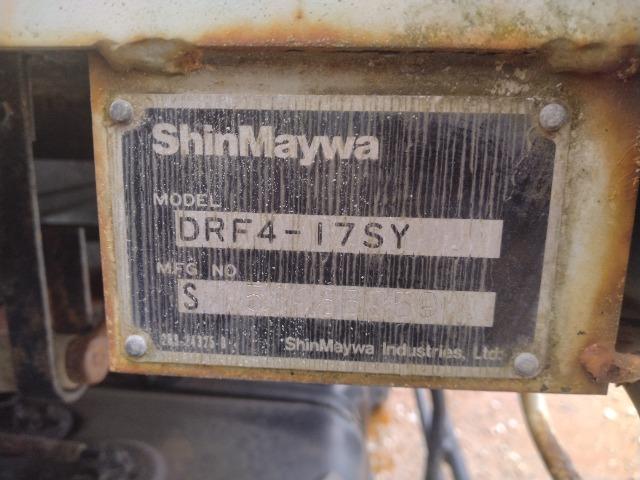 ShinMaywa
MODEL
DRF4-17SY
MFG NO
S
ShinMaywa Industries, Ltd.